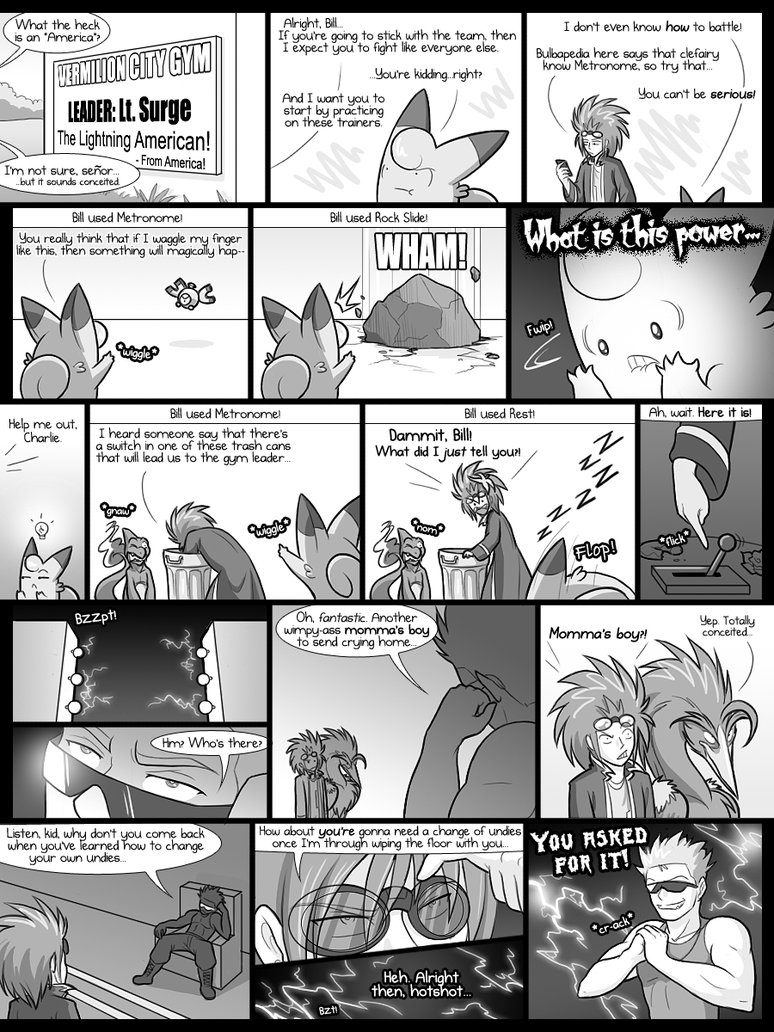 What the heck
is an "America"?
VERMILION CITY GYM
LEADER: Lt. Surge
The Lightning American!
- From America!
I'm not sure, señor...
...but it sounds conceited.
Alright, Bill...
If you're going to stick with the team, then
I expect you to fight like everyone else.
...You're kidding...right?
And I want you to
start by practicing
on these trainers.
I don't even know how to battle!
Bulbapedia here says that clefairy
know Metronome, so try that...
You can't be serious!
Bill used Metronome!
You really think that if I waggle my finger
like this, then something will magically hap--
*wiggle*
Bill used Rock Slide!
WHAM!
What is this power...
Fwip!
Help me out,
Charlie.
Bill used Metronome!
I heard someone say that there's
a switch in one of these trash cans
that will lead us to the gym leader...
*gnaw*
*wiggle*
Bill used Rest!
Dammit, Bill!
What did I just tell you?!
*nom*
Z Z Z Z Z Z Z
Flop!
Ah, wait. Here it is!
*flick*
BZZpt!
Hm? Who's there?
Oh, fantastic. Another
wimpy-ass momma's boy
to send crying home...
Momma's boy?!
Yep. Totally
conceited...
Listen, kid, why don't you come back
when you've learned how to change
your own undies...
How about you're gonna need a change of undies
once I'm through wiping the floor with you...
Heh. Alright
then, hotshot...
Bzt!
YOU ASKED
FOR IT!
*cr-ack*